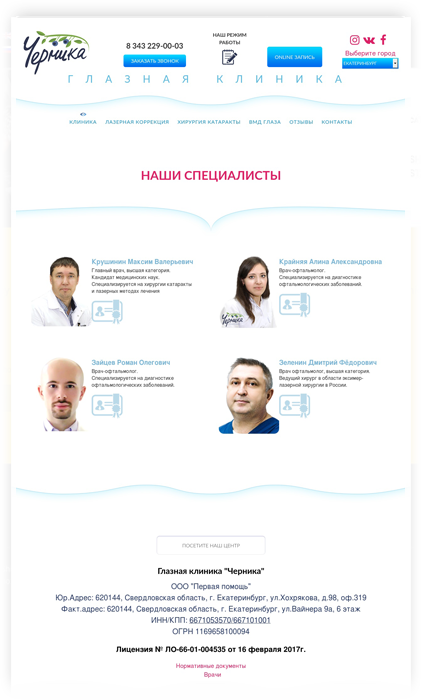 Черника
8 343 229-00-03
ЗАКАЗАТЬ ЗВОНОК
НАШ РЕЖИМ
РАБОТЫ
ONLINE ЗАПИСЬ
Выберите город
ЕКАТЕРИНБУРГ
ГЛАЗНАЯ КЛИНИКА
КЛИНИКА ЛАЗЕРНАЯ КОРРЕКЦИЯ ХИРУРГИЯ КАТАРАКТЫ ВМД ГЛАЗА ОТЗЫВЫ КОНТАКТЫ
НАШИ СПЕЦИАЛИСТЫ
Крушинин Максим Валерьевич
Главный врач, высшая категория.
Кандидат медицинских наук.
Специализируется на хирургии катаракты
и лазерных методах лечения
Крайняя Алина Александровна
Врач-офтальмолог.
Специализируется на диагностике
офтальмологических заболеваний.
Черника
Зайцев Роман Олегович
Врач-офтальмолог.
Специализируется на диагностике
офтальмологических заболеваний.
Зеленин Дмитрий Фёдорович
Врач офтальмолог, высшая категория.
Ведущий хирург в области эксимер-
лазерной хирургии в России.
ПОСЕТИТЕ НАШ ЦЕНТР
Глазная клиника "Черника"
ООО "Первая помощь"
Юр.Адрес: 620144, Свердловская область, г. Екатеринбург, ул.Хохрякова, д.98, оф.319
Факт.адрес: 620144, Свердловская область, г. Екатеринбург, ул.Вайнера 9а, 6 этаж
ИНН/КПП: 6671053570/667101001
ОГРН 1169658100094
Лицензия № ЛО-66-01-004535 от 16 февраля 2017г.
Нормативные документы
Врачи